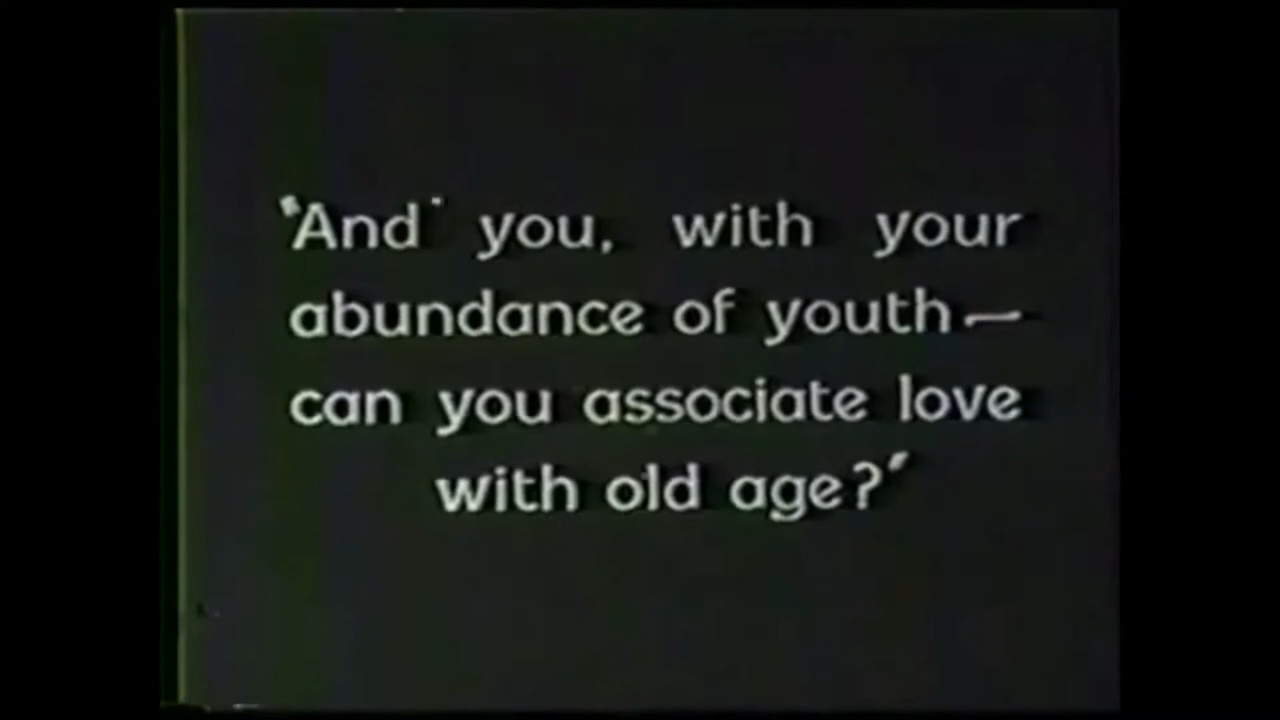 "And you, with your
abundance of youth—
can you associate love
with old age?"